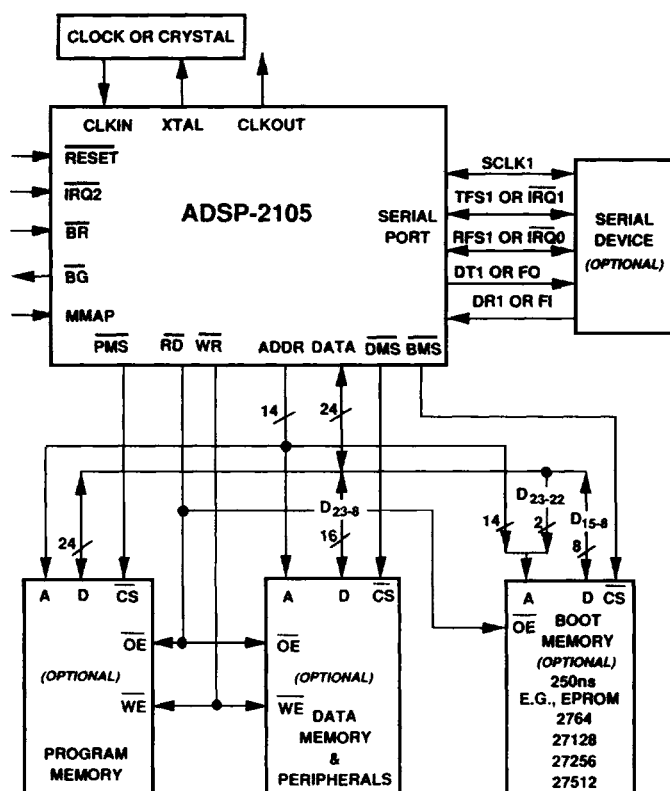 CLOCK OR CRYSTAL
CLKIN XTAL CLKOUT
RESET
IRQ2
BR
BG
MMAP
ADSP-2105
SERIAL
PORT
SCLK1
TFS1 OR IRQ1
RFS1 OR IRQ0
DT1 OR FO
DR1 OR FI
SERIAL
DEVICE
(OPTIONAL)
PMS RD WR ADDR DATA DMS BMS
14
24
D23-8
16
24
14
D23-22
2
D15-8
8
A D CS
OE
(OPTIONAL)
WE
PROGRAM
MEMORY
A D CS
OE
(OPTIONAL)
WE
DATA
MEMORY
&
PERIPHERALS
A D CS
OE
BOOT
MEMORY
(OPTIONAL)
250ns
E.G., EPROM
2764
27128
27256
27512